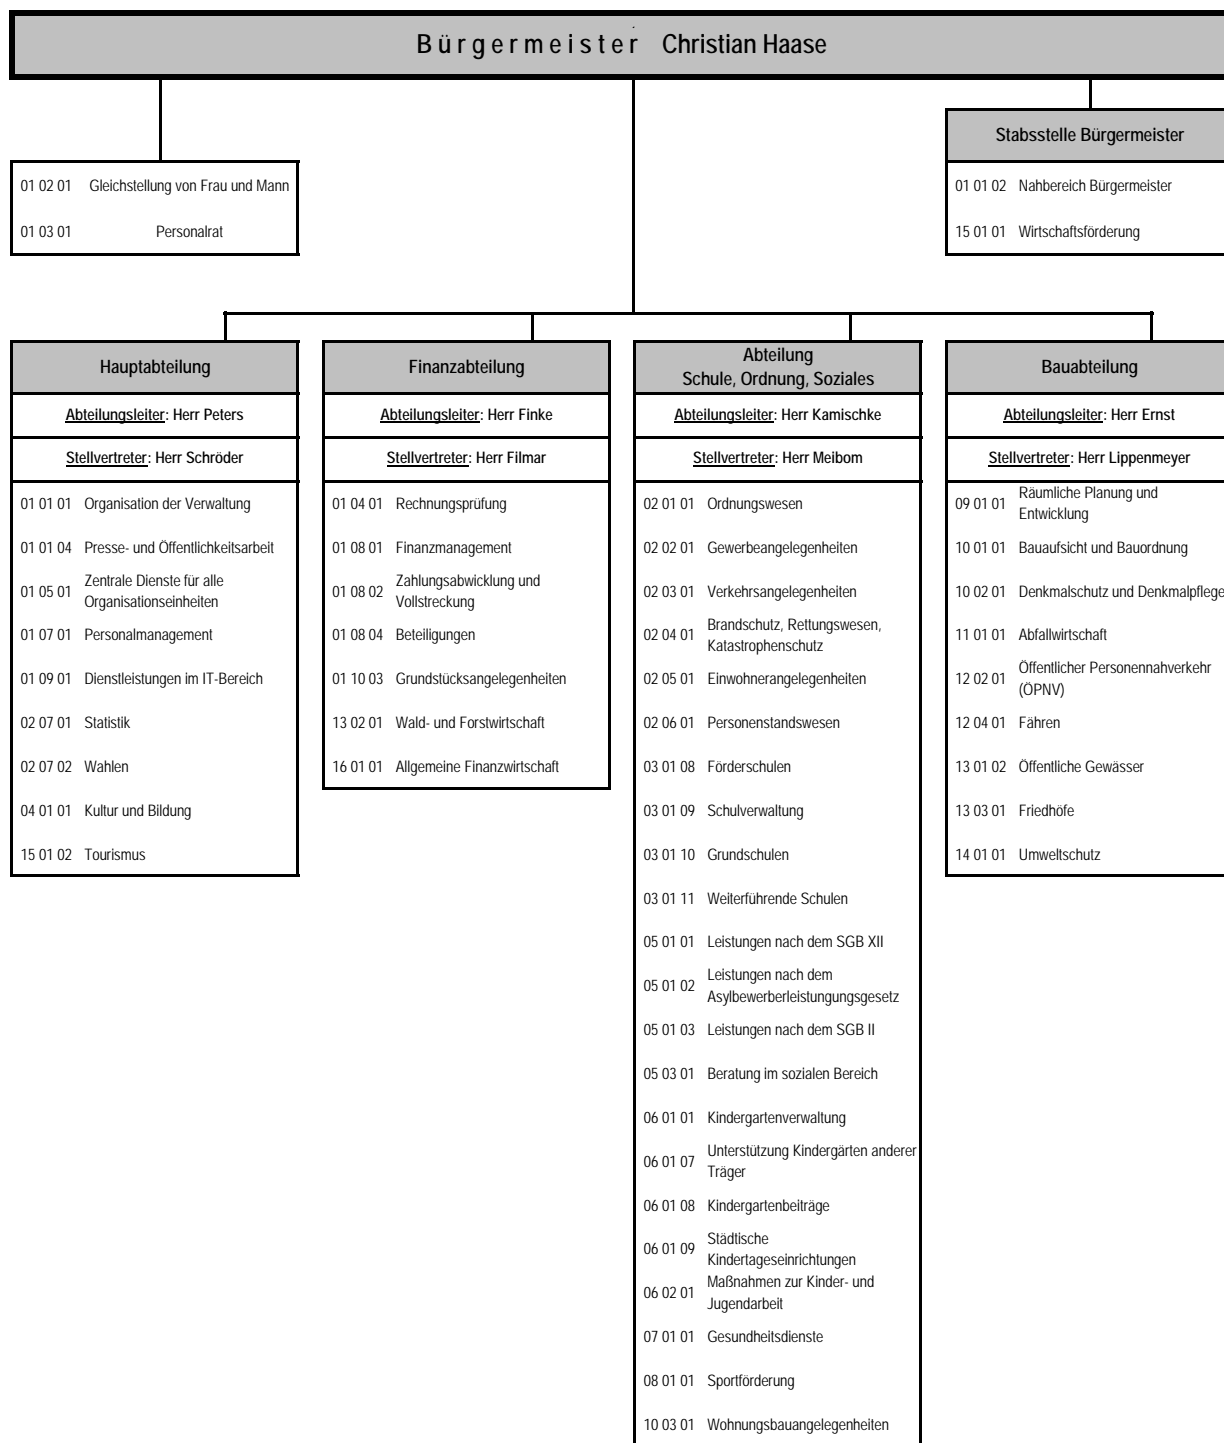 Bürgermeister Christian Haase
Stabsstelle Bürgermeister
01 02 01 Gleichstellung von Frau und Mann
01 03 01 Personalrat
01 01 02 Nahbereich Bürgermeister
15 01 01 Wirtschaftsförderung
Hauptabteilung
Abteilungsleiter: Herr Peters
Stellvertreter: Herr Schröder
01 01 01 Organisation der Verwaltung
01 01 04 Presse- und Öffentlichkeitsarbeit
01 05 01 Zentrale Dienste für alle
Organisationseinheiten
01 07 01 Personalmanagement
01 09 01 Dienstleistungen im IT-Bereich
02 07 01 Statistik
02 07 02 Wahlen
04 01 01 Kultur und Bildung
15 01 02 Tourismus
Finanzabteilung
Abteilungsleiter: Herr Finke
Stellvertreter: Herr Filmar
01 04 01 Rechnungsprüfung
01 08 01 Finanzmanagement
01 08 02 Zahlungsabwicklung und
Vollstreckung
01 08 04 Beteiligungen
01 10 03 Grundstücksangelegenheiten
13 02 01 Wald- und Forstwirtschaft
16 01 01 Allgemeine Finanzwirtschaft
Abteilung
Schule, Ordnung, Soziales
Abteilungsleiter: Herr Kamischke
Stellvertreter: Herr Meibom
02 01 01 Ordnungswesen
02 02 01 Gewerbeangelegenheiten
02 03 01 Verkehrsangelegenheiten
02 04 01 Brandschutz, Rettungswesen,
Katastrophenschutz
02 05 01 Einwohnerangelegenheiten
02 06 01 Personenstandswesen
03 01 08 Förderschulen
03 01 09 Schulverwaltung
03 01 10 Grundschulen
03 01 11 Weiterführende Schulen
05 01 01 Leistungen nach dem SGB XII
05 01 02 Leistungen nach dem
Asylbewerberleistungungsgesetz
05 01 03 Leistungen nach dem SGB II
05 03 01 Beratung im sozialen Bereich
06 01 01 Kindergartenverwaltung
06 01 07 Unterstützung Kindergärten anderer
Träger
06 01 08 Kindergartenbeiträge
06 01 09 Städtische
Kindertageseinrichtungen
06 02 01 Maßnahmen zur Kinder- und
Jugendarbeit
07 01 01 Gesundheitsdienste
08 01 01 Sportförderung
10 03 01 Wohnungsbauangelegenheiten
Bauabteilung
Abteilungsleiter: Herr Ernst
Stellvertreter: Herr Lippenmeyer
09 01 01 Räumliche Planung und
Entwicklung
10 01 01 Bauaufsicht und Bauordnung
10 02 01 Denkmalschutz und Denkmalpflege
11 01 01 Abfallwirtschaft
12 02 01 Öffentlicher Personennahverkehr
(ÖPNV)
12 04 01 Fähren
13 01 02 Öffentliche Gewässer
13 03 01 Friedhöfe
14 01 01 Umweltschutz